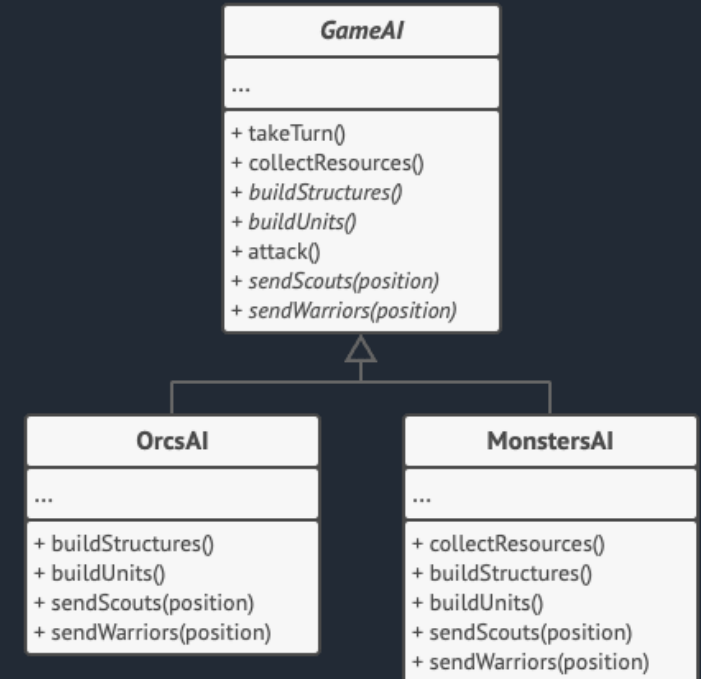 GameAI
...
+ takeTurn()
+ collectResources()
+ buildStructures()
+ buildUnits()
+ attack()
+ sendScouts(position)
+ sendWarriors(position)
OrcsAI
...
+ buildStructures()
+ buildUnits()
+ sendScouts(position)
+ sendWarriors(position)
MonstersAI
...
+ collectResources()
+ buildStructures()
+ buildUnits()
+ sendScouts(position)
+ sendWarriors(position)